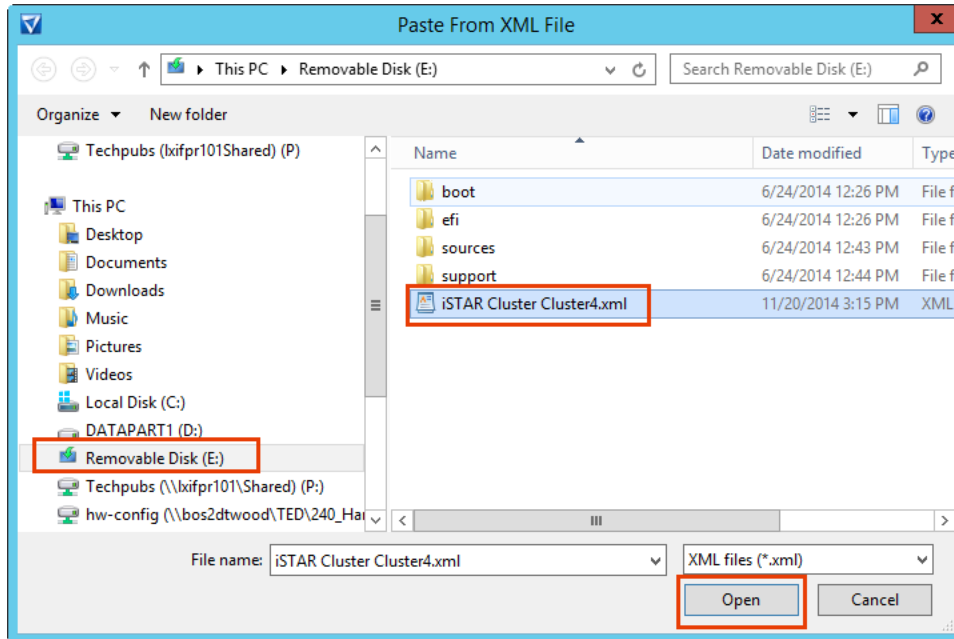 Paste From XML File
x
This PC Removable Disk (E:)
Search Removable Disk (E:)
Organize New folder
Techpubs (lxifpr101Shared) (P)
This PC
Desktop
Documents
Downloads
Music
Pictures
Videos
Local Disk (C:)
DATAPART1 (D:)
Removable Disk (E:)
Techpubs (\\lxifpr101\Shared) (P:)
hw-config (\\bos2dtwood\TED\240_Har
Name Date modified Type
boot 6/24/2014 12:26 PM File f
efi 6/24/2014 12:26 PM File f
sources 6/24/2014 12:43 PM File f
support 6/24/2014 12:44 PM File f
iSTAR Cluster Cluster4.xml 11/20/2014 3:15 PM XML
File name: iSTAR Cluster Cluster4.xml XML files (*.xml)
Open Cancel